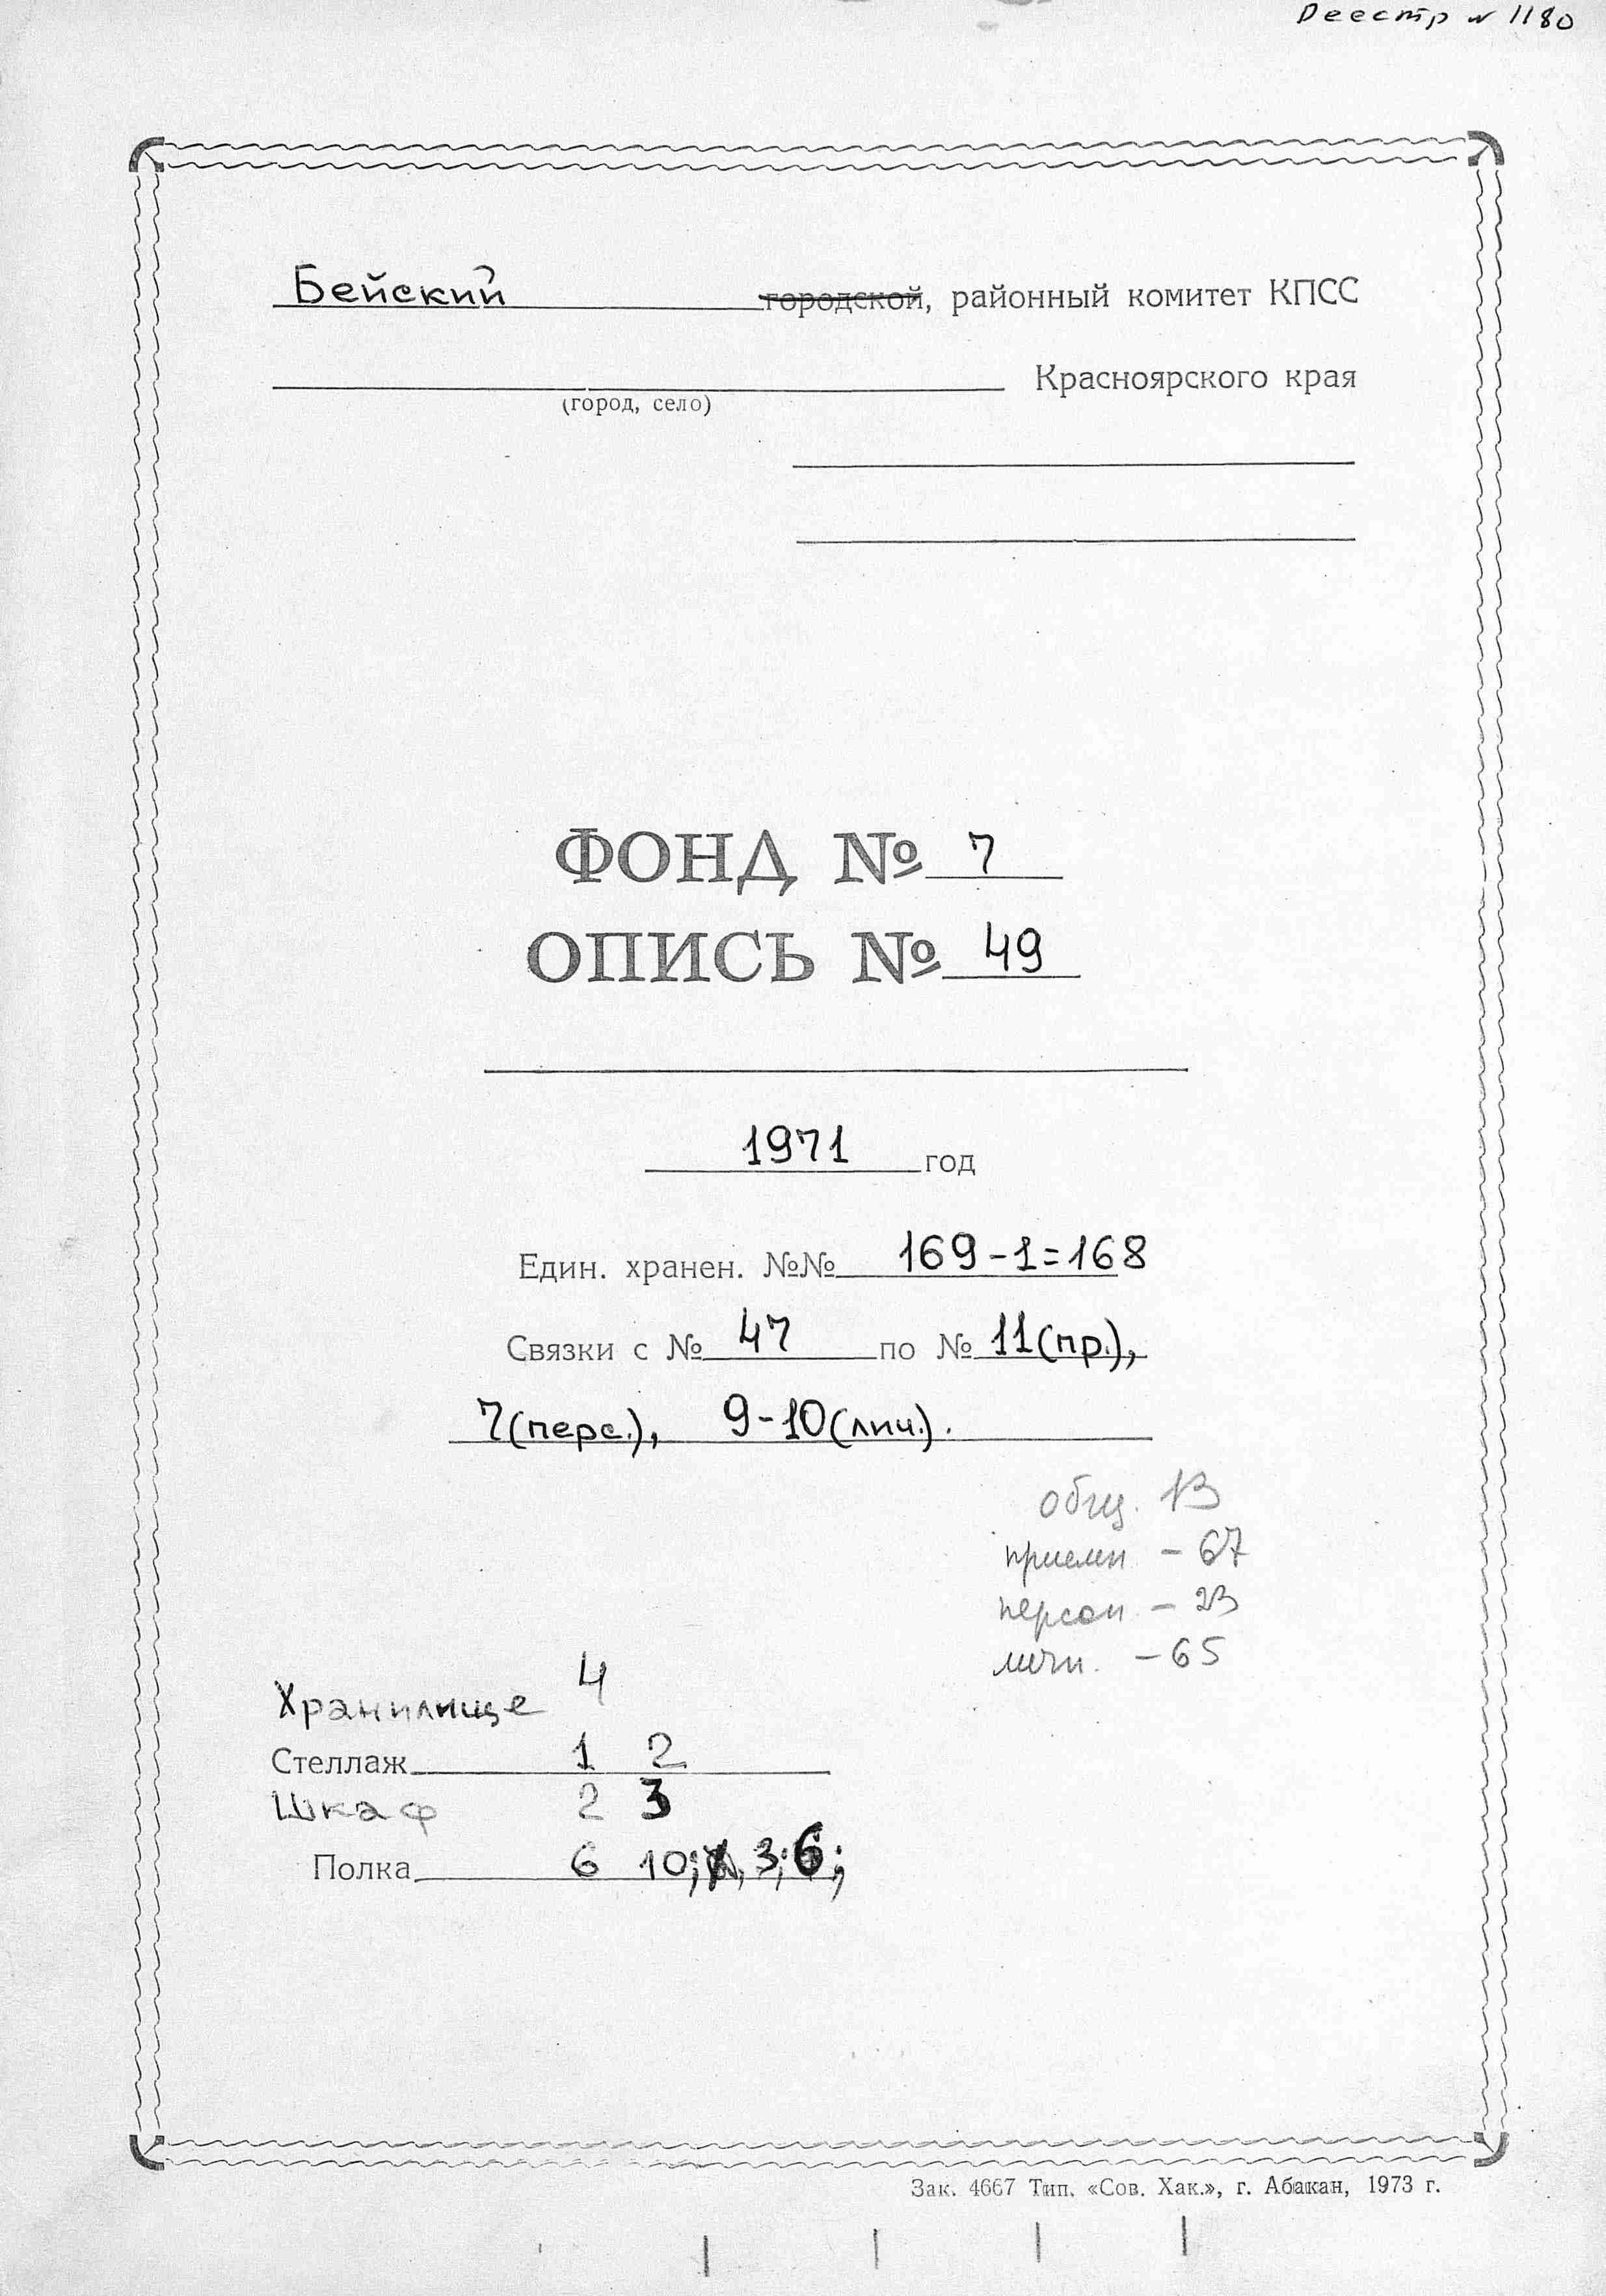 Реестр № 1180
Бейский городской, районный комитет КПСС
Красноярского края
(город, село)
ФОНД № 7
ОПИСЬ № 49
1971 год
Един. хранен. №№ 169-1=168
Связки с № 47 по № 11(пр.),
7(перс.), 9-10(лич.).
общ. 13
приемн - 67
персон - 23
личн. - 65
Хранилище 4
Стеллаж 1 2
Шкаф 2 3
Полка 6 10; 3; 6;
Зак. 4667 Тип. «Сов. Хак.», г. Абакан, 1973 г.